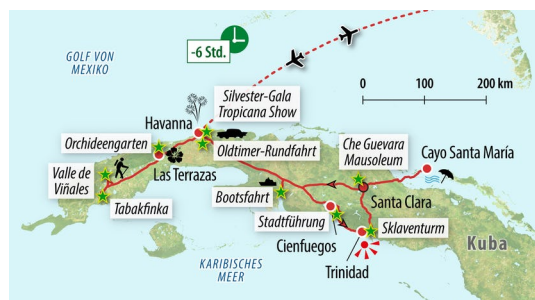 GOLF VON
MEXIKO
-6 Std.
0
100
200 km
Silvester-Gala
Tropicana Show
Havanna
Orchideengarten
Oldtimer-Rundfahrt
Che Guevara
Mausoleum
Cayo Santa María
Valle de
Viñales
Las Terrazas
Tabakfinka
Bootsfahrt
Santa Clara
Stadtführung
Sklaventurm
Cienfuegos
Kuba
Trinidad
KARIBISCHES
MEER